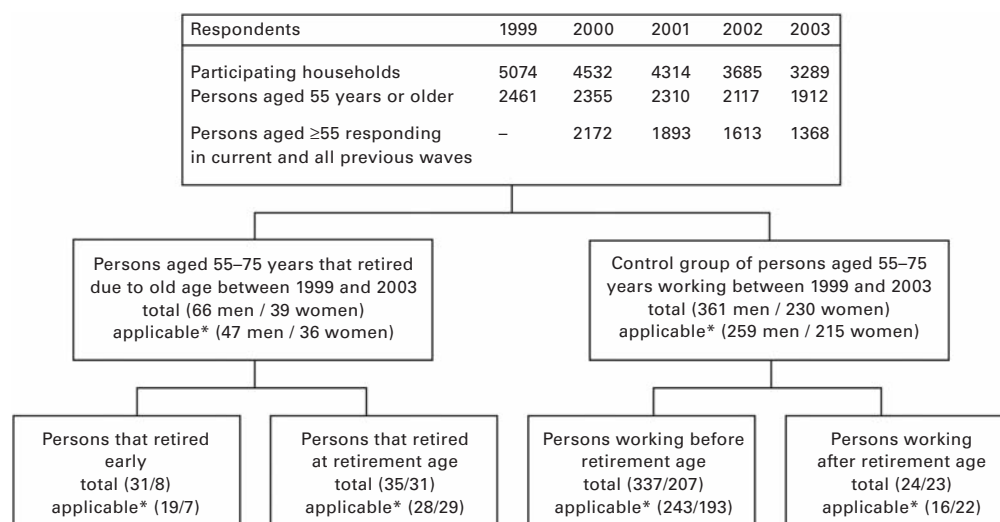 Respondents 1999 2000 2001 2002 2003
Participating households 5074 4532 4314 3685 3289
Persons aged 55 years or older 2461 2355 2310 2117 1912
Persons aged ≥55 responding – 2172 1893 1613 1368
in current and all previous waves
Persons aged 55–75 years that retired
due to old age between 1999 and 2003
total (66 men / 39 women)
applicable* (47 men / 36 women)
Control group of persons aged 55–75
years working between 1999 and 2003
total (361 men / 230 women)
applicable* (259 men / 215 women)
Persons that retired
early
total (31/8)
applicable* (19/7)
Persons that retired
at retirement age
total (35/31)
applicable* (28/29)
Persons working before
retirement age
total (337/207)
applicable* (243/193)
Persons working
after retirement age
total (24/23)
applicable* (16/22)